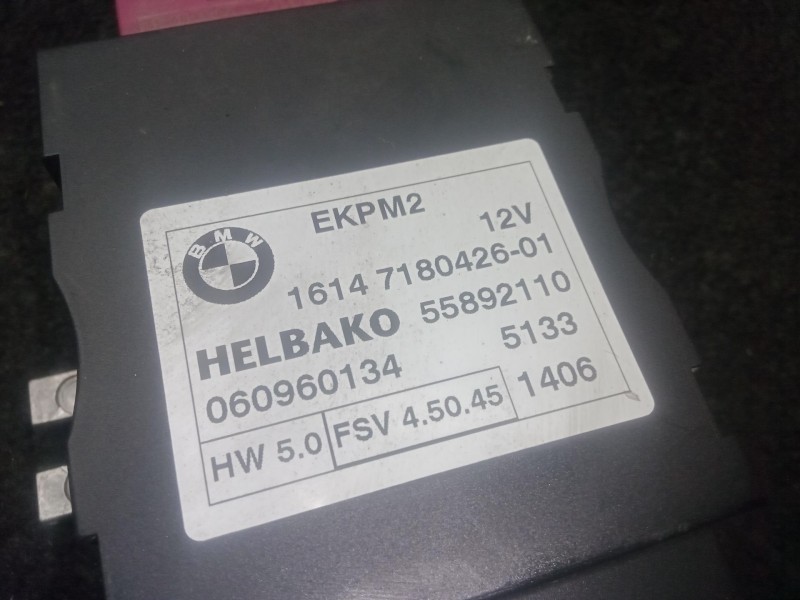 EKPM2
12V
BMW
1614 7180426-01
HELBAKO 55892110
060960134 5133
HW 5.0 FSV 4.50.45 1406